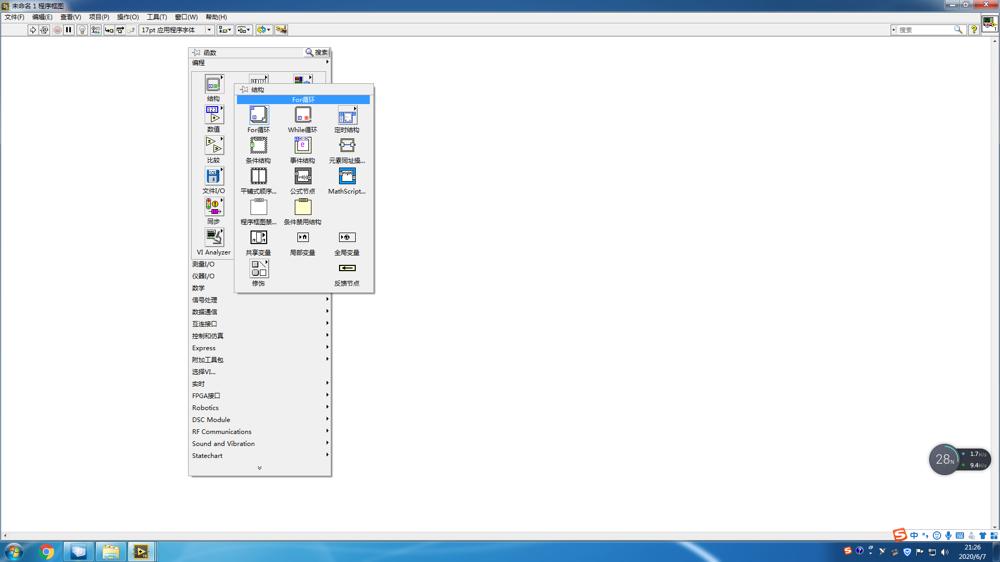 未命名 1 程序框图
文件(F) 编辑(E) 查看(V) 项目(P) 操作(O) 工具(T) 窗口(W) 帮助(H)
17pt 应用程序字体
搜索
函数 搜索
编程
结构
数值
比较
文件I/O
同步
VI Analyzer
结构
For循环
For循环 While循环 定时结构
条件结构 事件结构 元素同址操...
平铺式顺序... 公式节点 MathScript...
程序框图禁... 条件禁用结构
共享变量 局部变量 全局变量
修饰 反馈节点
测量I/O
仪器I/O
数学
信号处理
数据通信
互连接口
控制和仿真
Express
附加工具包
选择VI...
实时
FPGA接口
Robotics
DSC Module
RF Communications
Sound and Vibration
Statechart
28%
1.7K/s
9.4K/s
中
21:26
2020/6/7